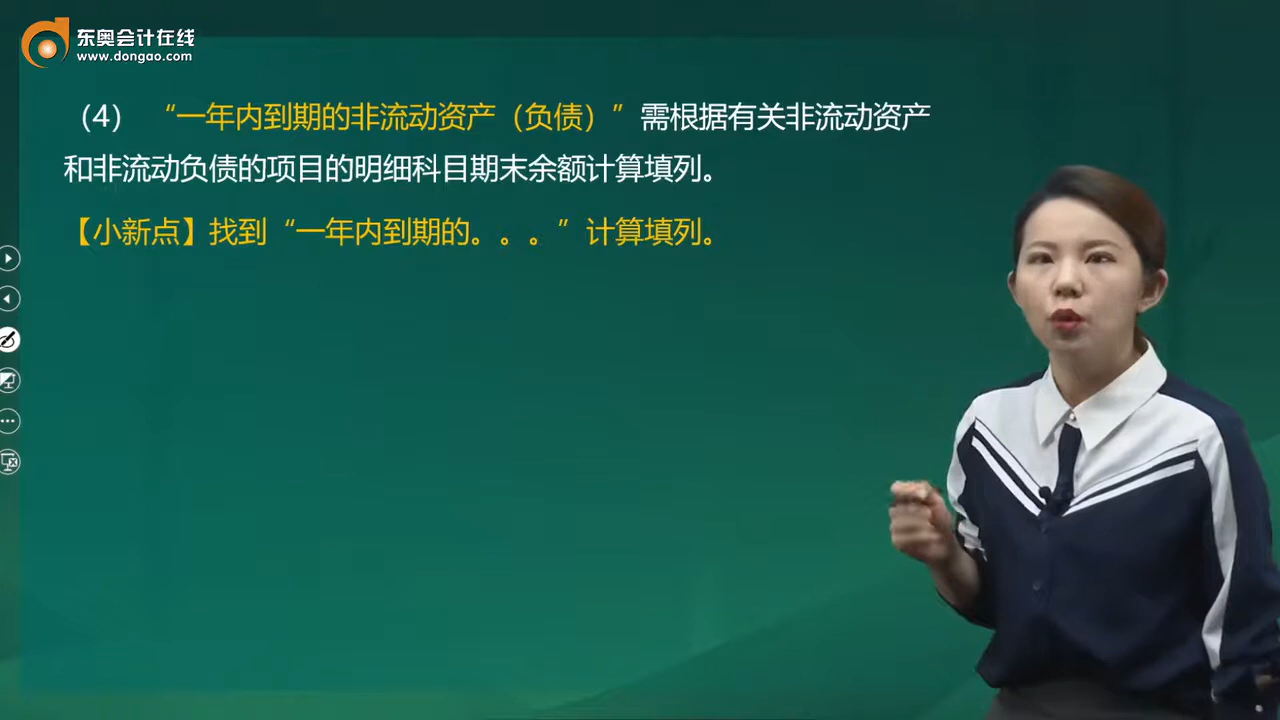 东奥会计在线
www.dongao.com
（4） “一年内到期的非流动资产（负债）”需根据有关非流动资产
和非流动负债的项目的明细科目期末余额计算填列。
【小新点】找到“一年内到期的。。。”计算填列。